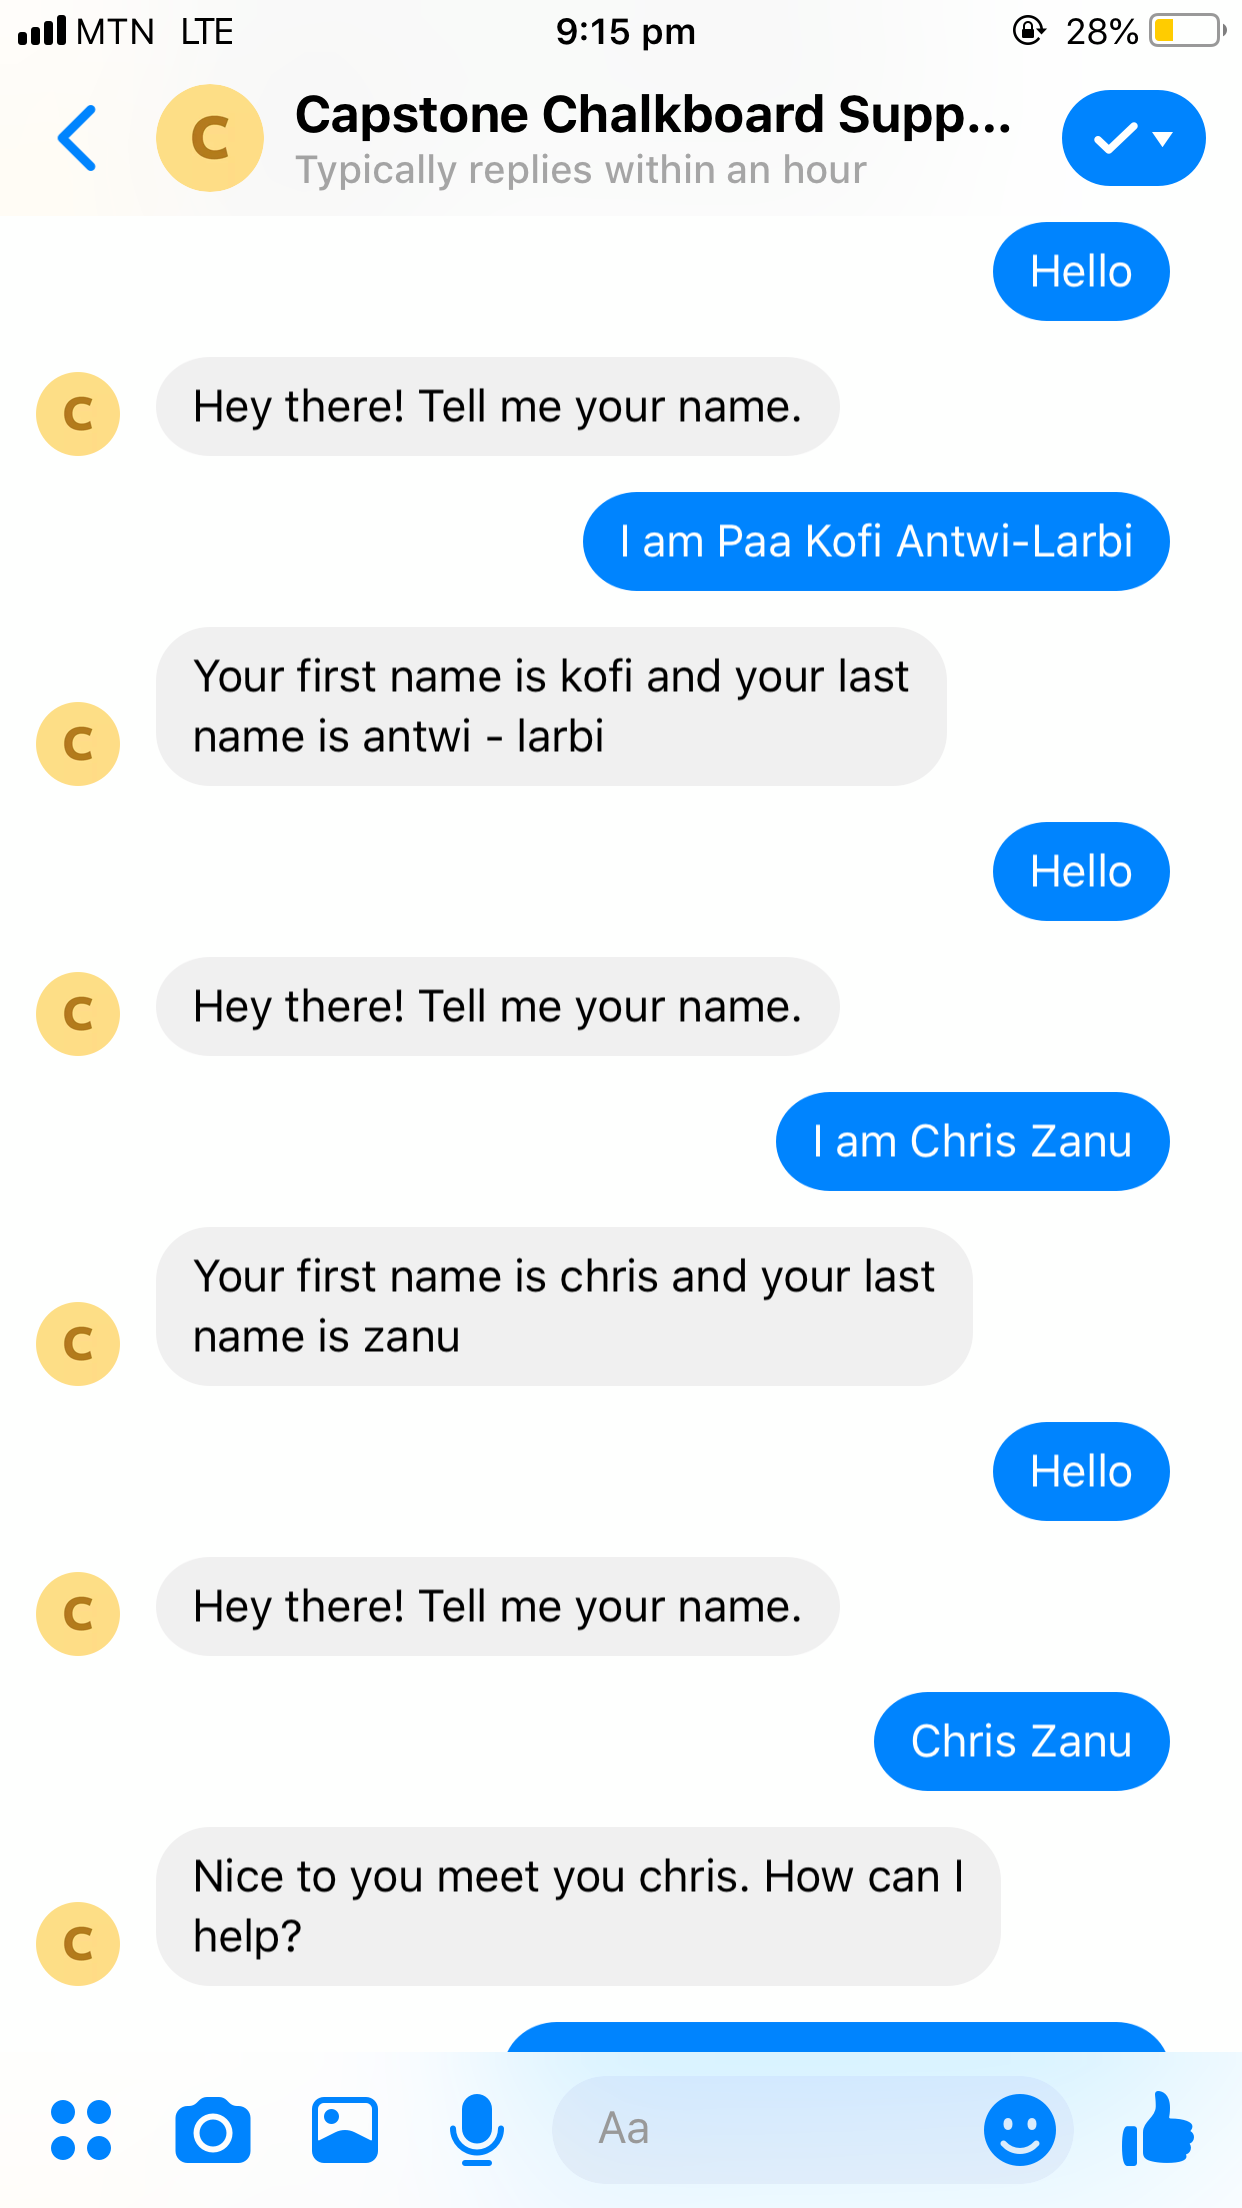 MTN LTE 9:15 pm 28%
C Capstone Chalkboard Supp...
Typically replies within an hour
Hello
C Hey there! Tell me your name.
I am Paa Kofi Antwi-Larbi
Your first name is kofi and your last
C name is antwi - larbi
Hello
C Hey there! Tell me your name.
I am Chris Zanu
Your first name is chris and your last
C name is zanu
Hello
C Hey there! Tell me your name.
Chris Zanu
Nice to you meet you chris. How can I
C help?
Aa